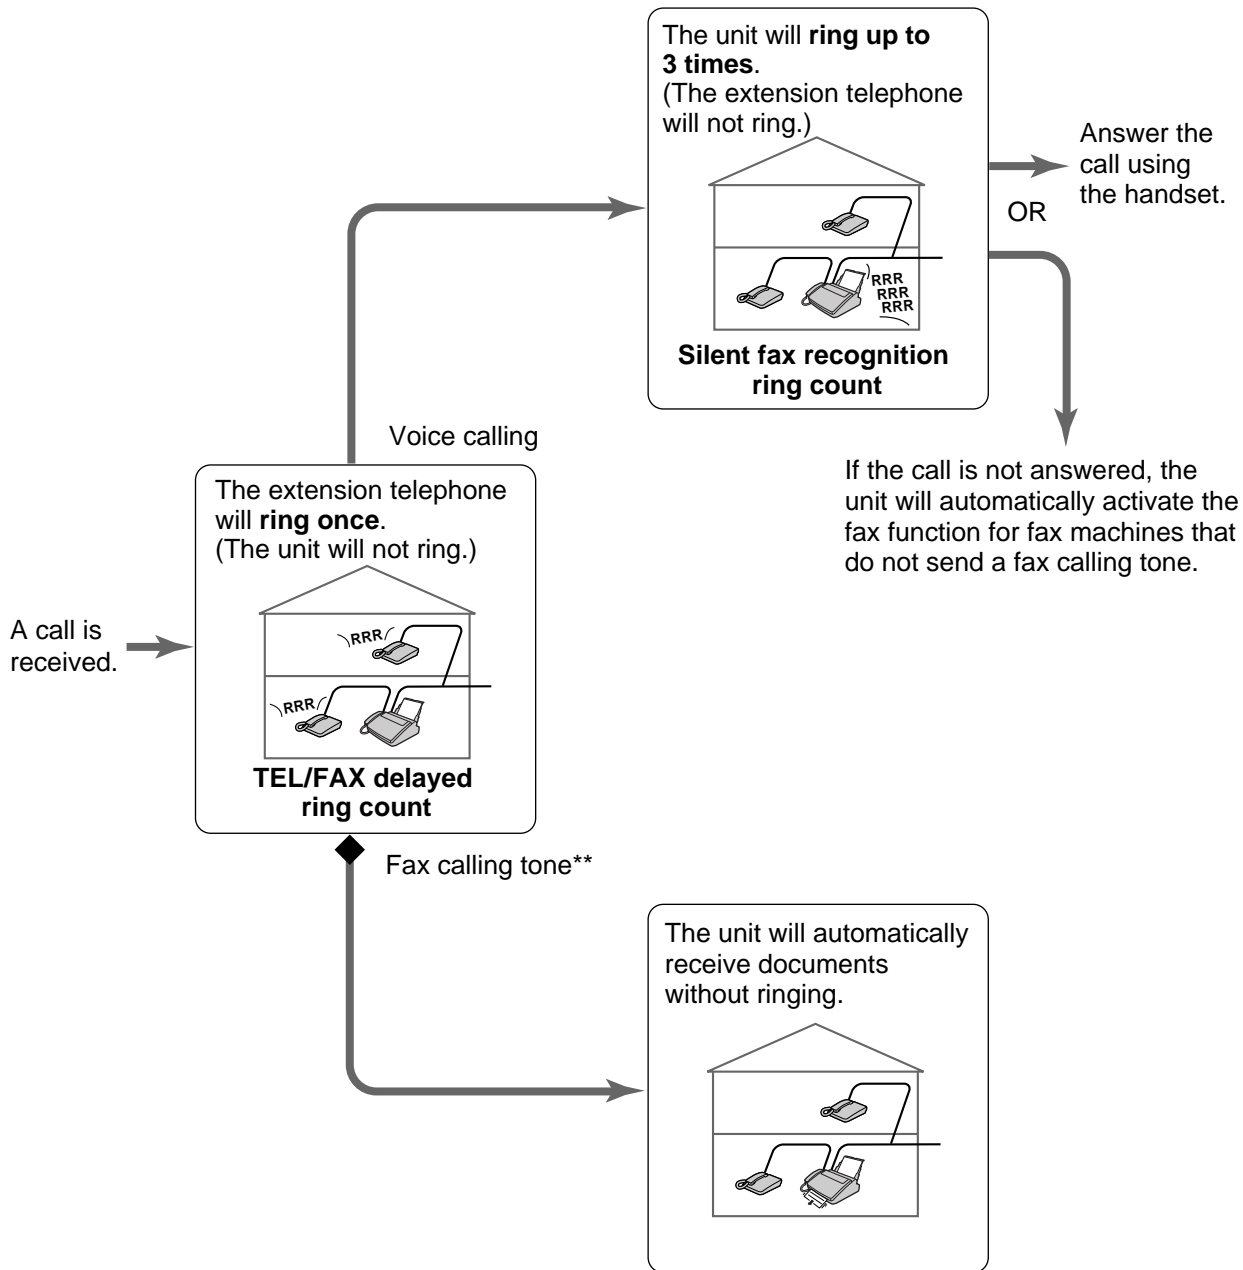 The unit will ring up to
3 times.
(The extension telephone
will not ring.)
RRR
RRR
RRR
Silent fax recognition
ring count
Answer the
call using
the handset.
OR
If the call is not answered, the
unit will automatically activate the
fax function for fax machines that
do not send a fax calling tone.
Voice calling
A call is
received.
The extension telephone
will ring once.
(The unit will not ring.)
RRR
RRR
TEL/FAX delayed
ring count
Fax calling tone**
The unit will automatically
receive documents
without ringing.